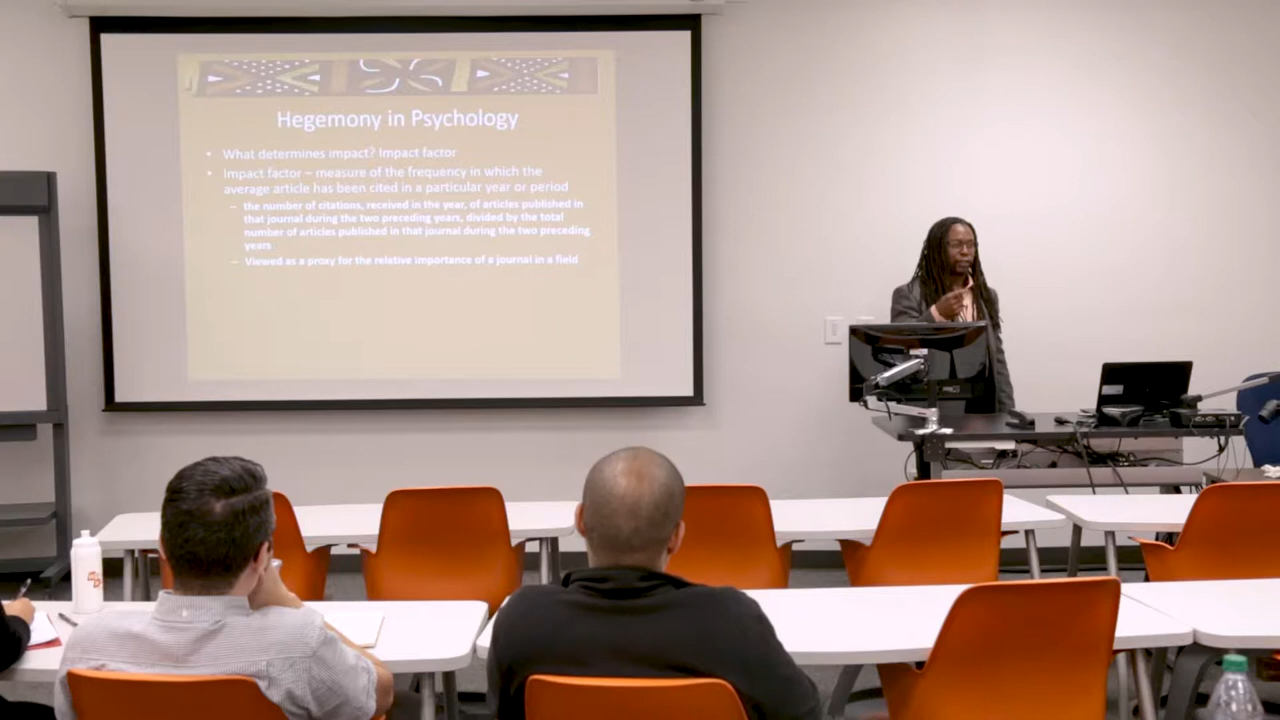 Hegemony in Psychology
• What determines impact? Impact factor
• Impact factor – measure of the frequency in which the
average article has been cited in a particular year or period
– the number of citations, received in the year, of articles published in
that journal during the two preceding years, divided by the total
number of articles published in that journal during the two preceding
years
– Viewed as a proxy for the relative importance of a journal in a field